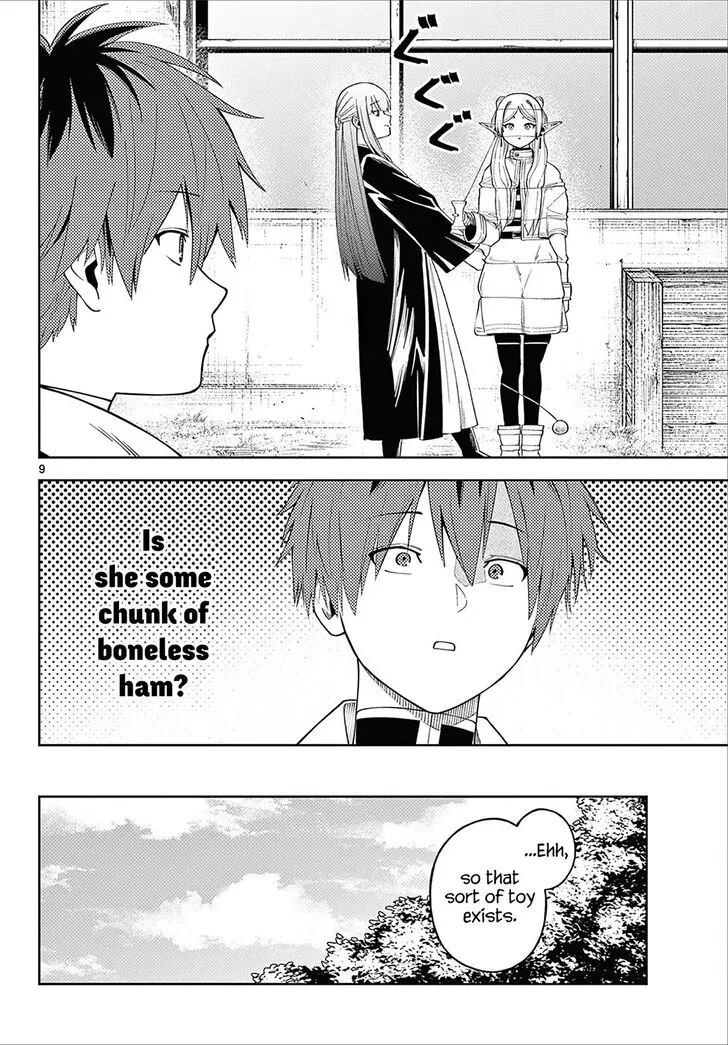 ぐ
ぐ
ぐ
9
Is
she some
chunk of
boneless
ham?
...Ehh,
so that
sort of toy
exists.